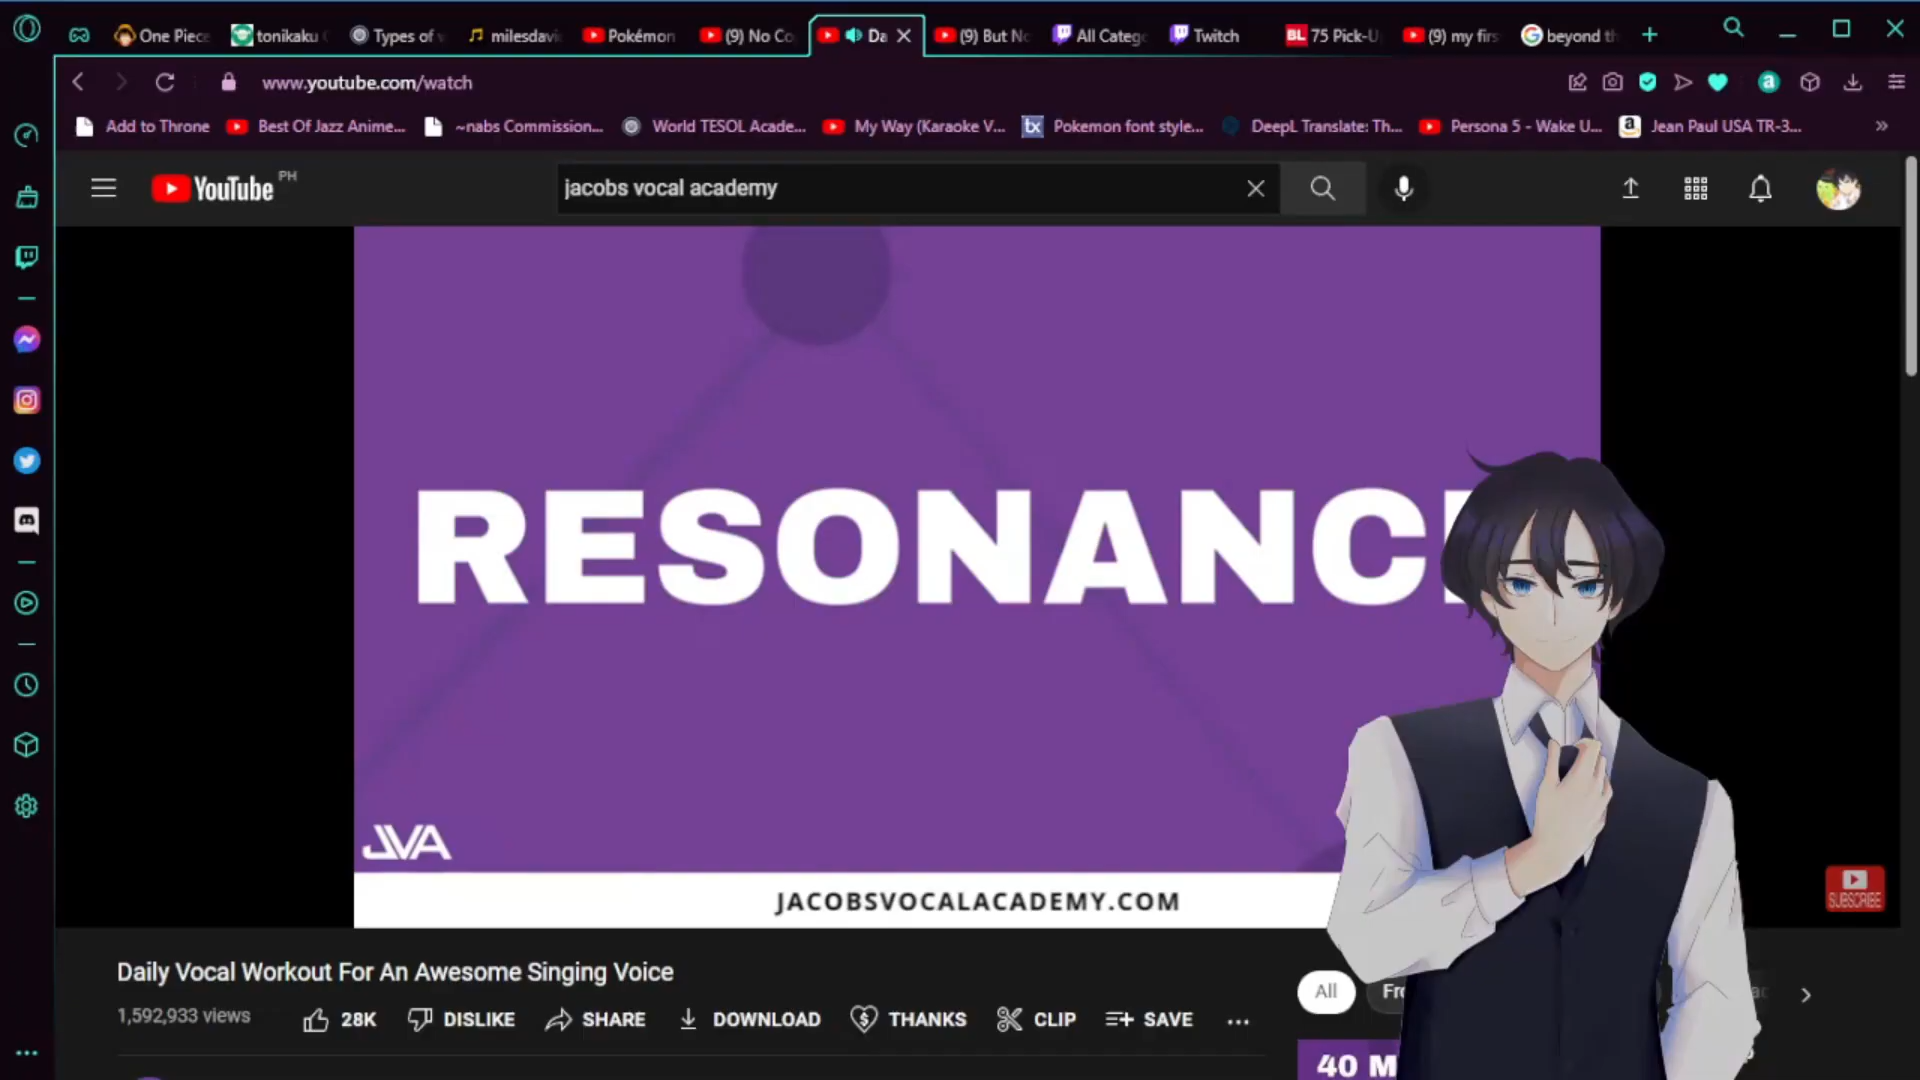 One Piec
tonikaku
Types of
milesdavi
Pokémon
(9) No Co
Da
(9) But No
All Catego
Twitch
75 Pick-U
(9) my firs
beyond th
www.youtube.com/watch
Add to Throne
Best Of Jazz Anime...
~nabs Commission...
World TESOL Acade...
My Way (Karaoke V...
Pokemon font style...
DeepL Translate: Th...
Persona 5 - Wake U...
Jean Paul USA TR-3...
YouTube PH
jacobs vocal academy
RESONANC
JVA
JACOBSVOCALACADEMY.COM
SUBSCRIBE
Daily Vocal Workout For An Awesome Singing Voice
1,592,933 views
28K
DISLIKE
SHARE
DOWNLOAD
THANKS
CLIP
SAVE
All
Fr
40 M